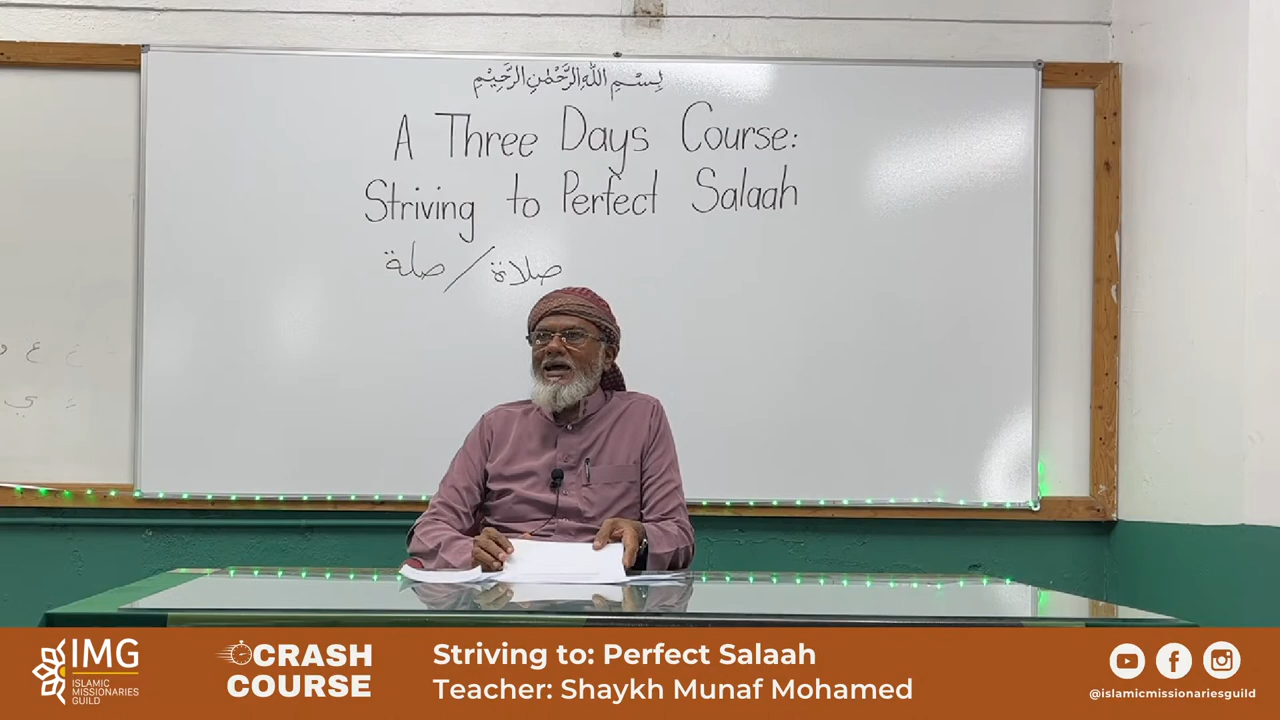 بِسْمِ اللهِ الرَّحْمٰنِ الرَّحِيْمِ
A Three Days Course:
Striving to Perfect Salaah
صلاة / صلة
ع
ي
IMG
ISLAMIC
MISSIONARIES
GUILD
CRASH
COURSE
Striving to: Perfect Salaah
Teacher: Shaykh Munaf Mohamed
@islamicmissionariesguild